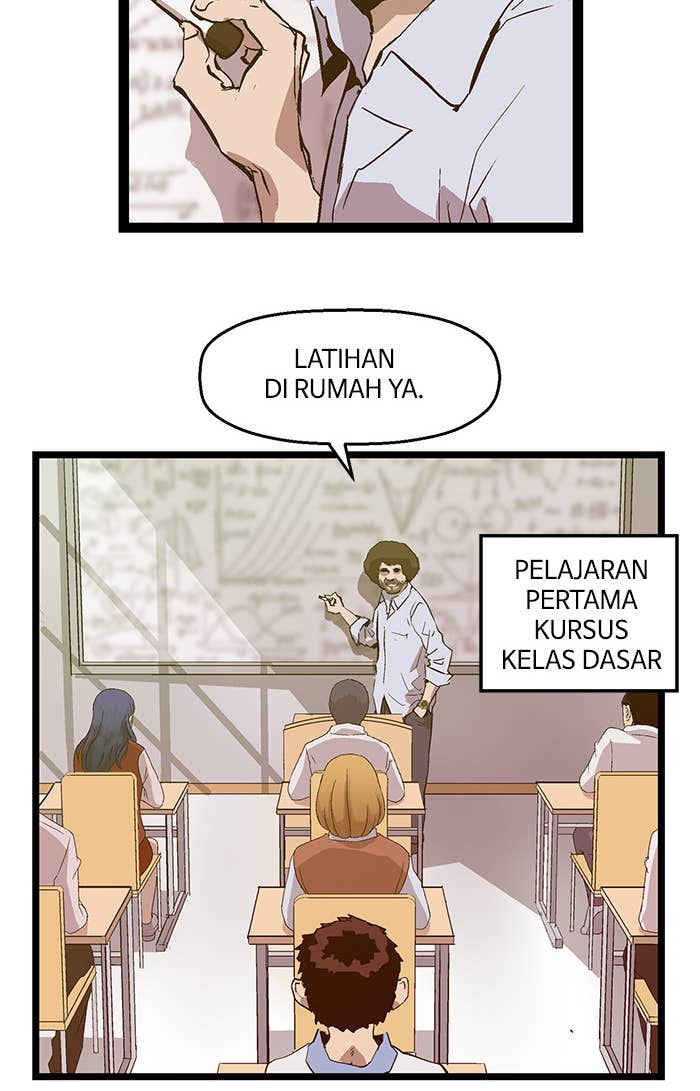 LATIHAN
DI RUMAH YA.
PELAJARAN
PERTAMA
KURSUS
KELAS DASAR